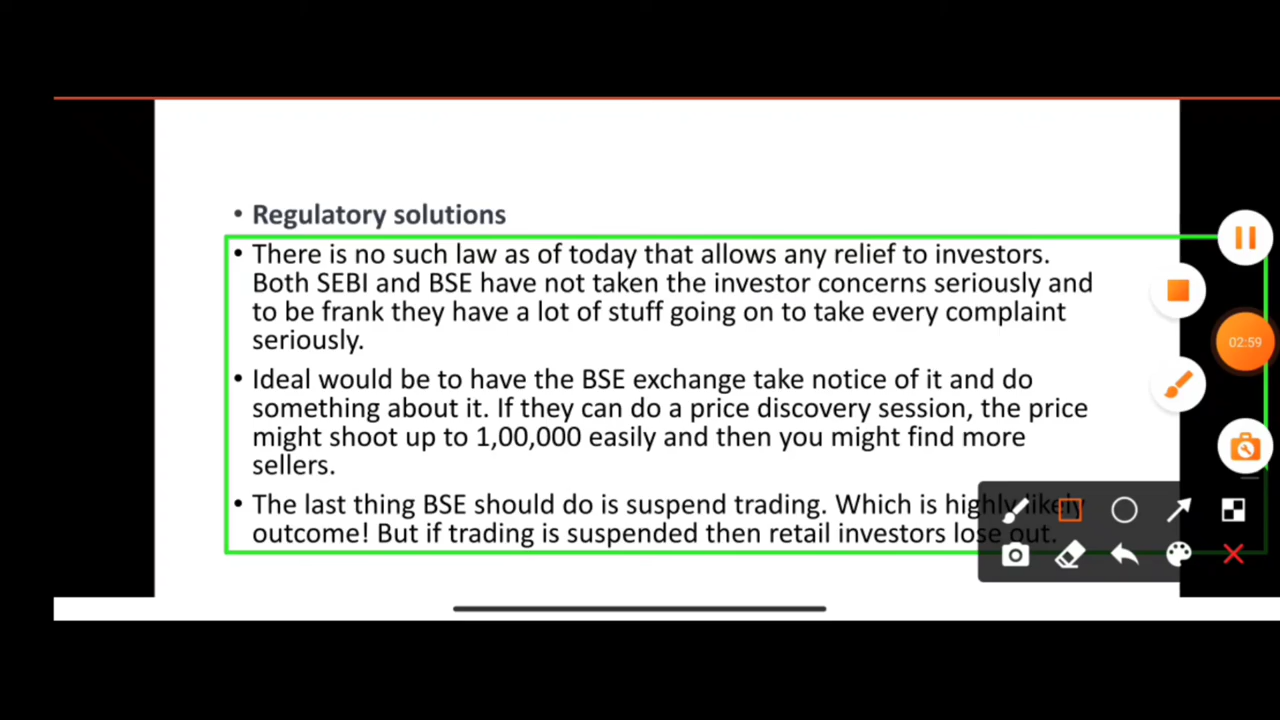 • Regulatory solutions
• There is no such law as of today that allows any relief to investors.
Both SEBI and BSE have not taken the investor concerns seriously and
to be frank they have a lot of stuff going on to take every complaint
seriously.
• Ideal would be to have the BSE exchange take notice of it and do
something about it. If they can do a price discovery session, the price
might shoot up to 1,00,000 easily and then you might find more
sellers.
• The last thing BSE should do is suspend trading. Which is highly likely
outcome! But if trading is suspended then retail investors lose out.
02:59